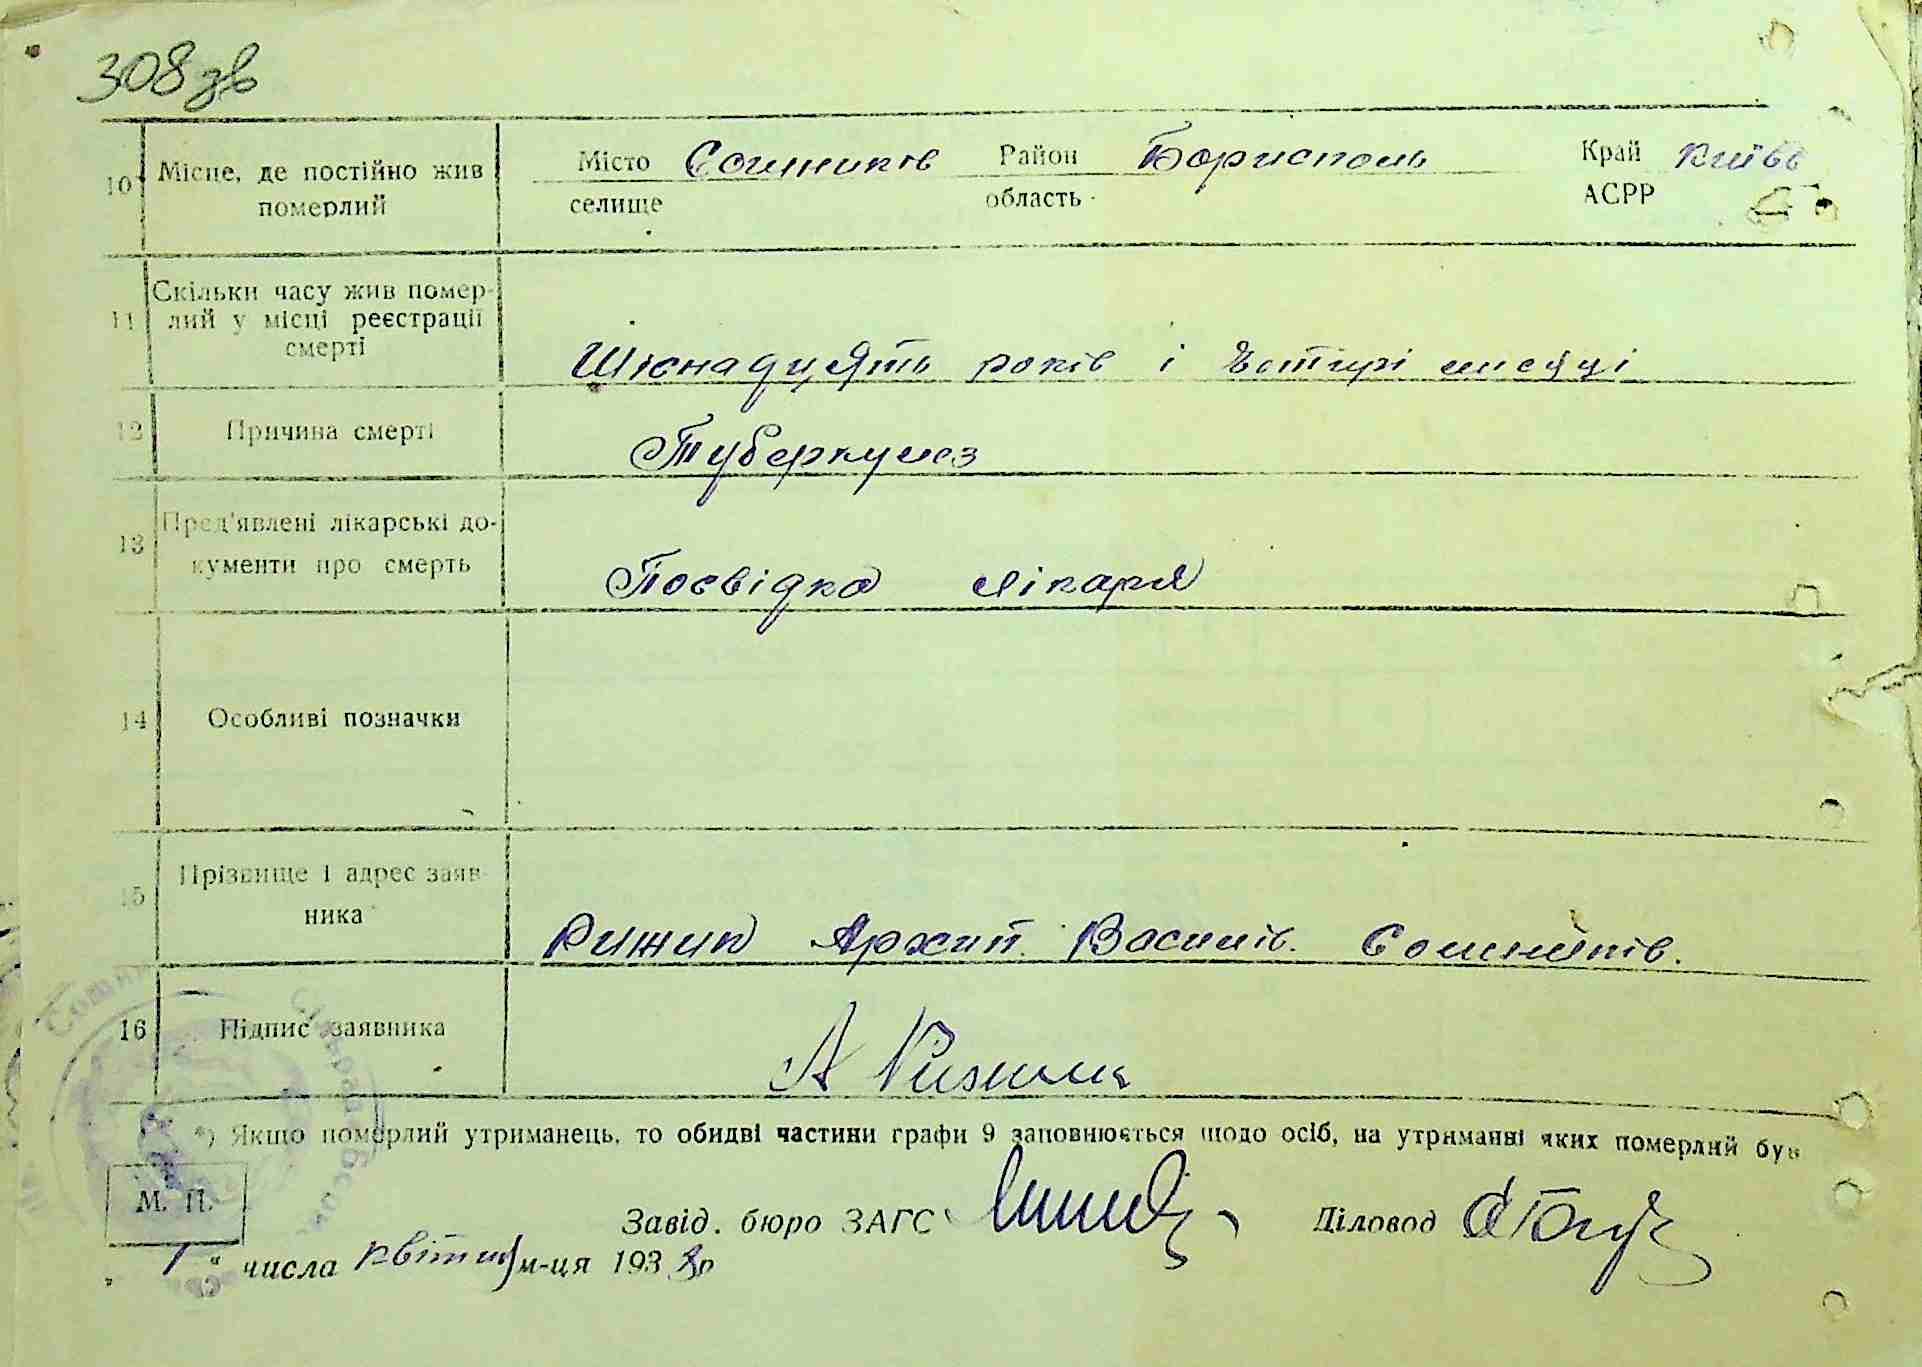 308 зв
10 Місце, де постійно жив померлий
Місто селище Сошників Район область Бориспіль Край АСРР Київ
11 Скільки часу жив помер-
лий у місці реєстрації
смерті
Шіснадцять років і чотирі місяці
12 Причина смерті Туберкульоз
13 Пред'явлені лікарські до-
кументи про смерть
Посвідка лікаря
14 Особливі позначки
15 Прізвище і адрес заяв-
ника
Рижий Архип. Василів. Сошників.
16 Підпис заявника
*) Якщо померлий утриманець, то обидві частини графи 9 заповнюється щодо осіб, на утриманні яких померлий був
М. П. Завід. бюро ЗАГС Діловод
„ 1 " числа квітня м-ця 1938 р